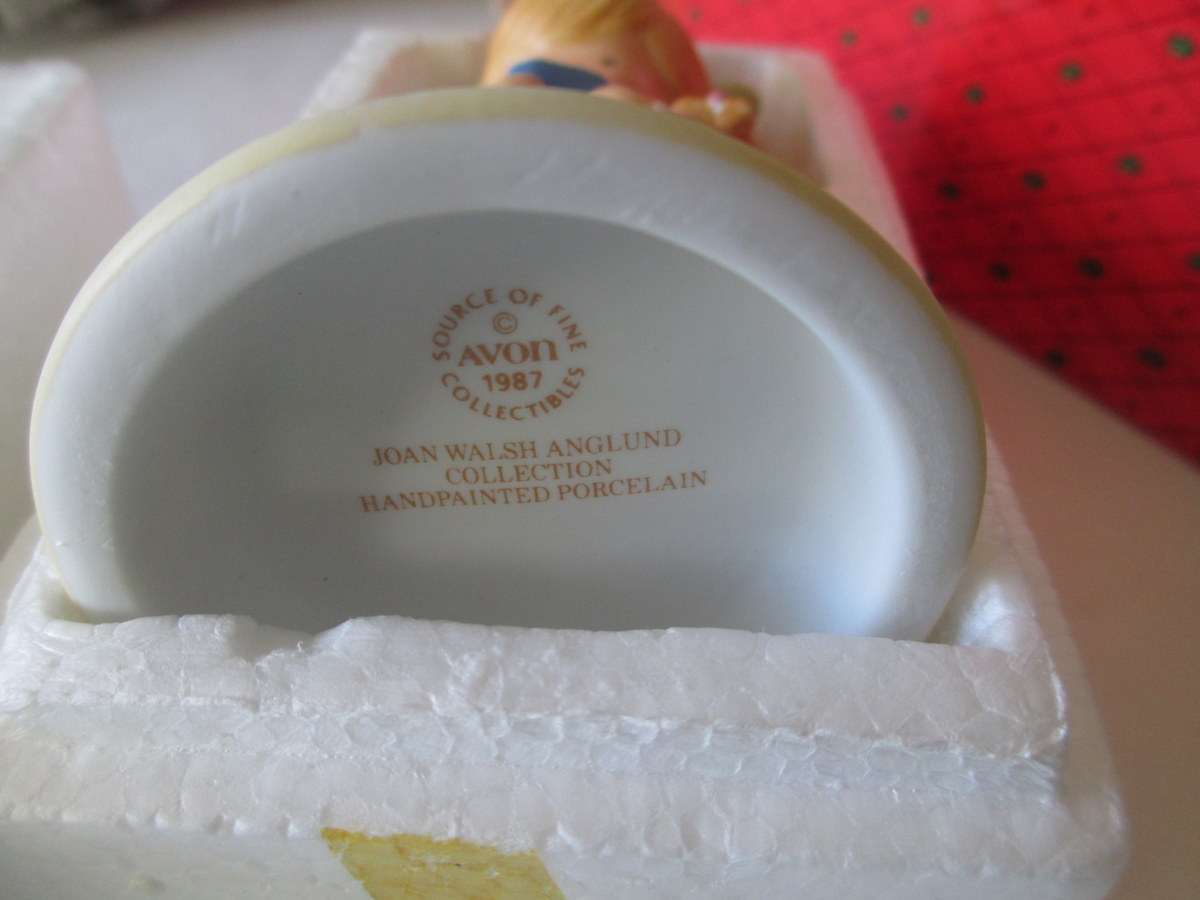 SOURCE OF FINE
©
AVON
1987
COLLECTIBLES
JOAN WALSH ANGLUND
COLLECTION
HANDPAINTED PORCELAIN